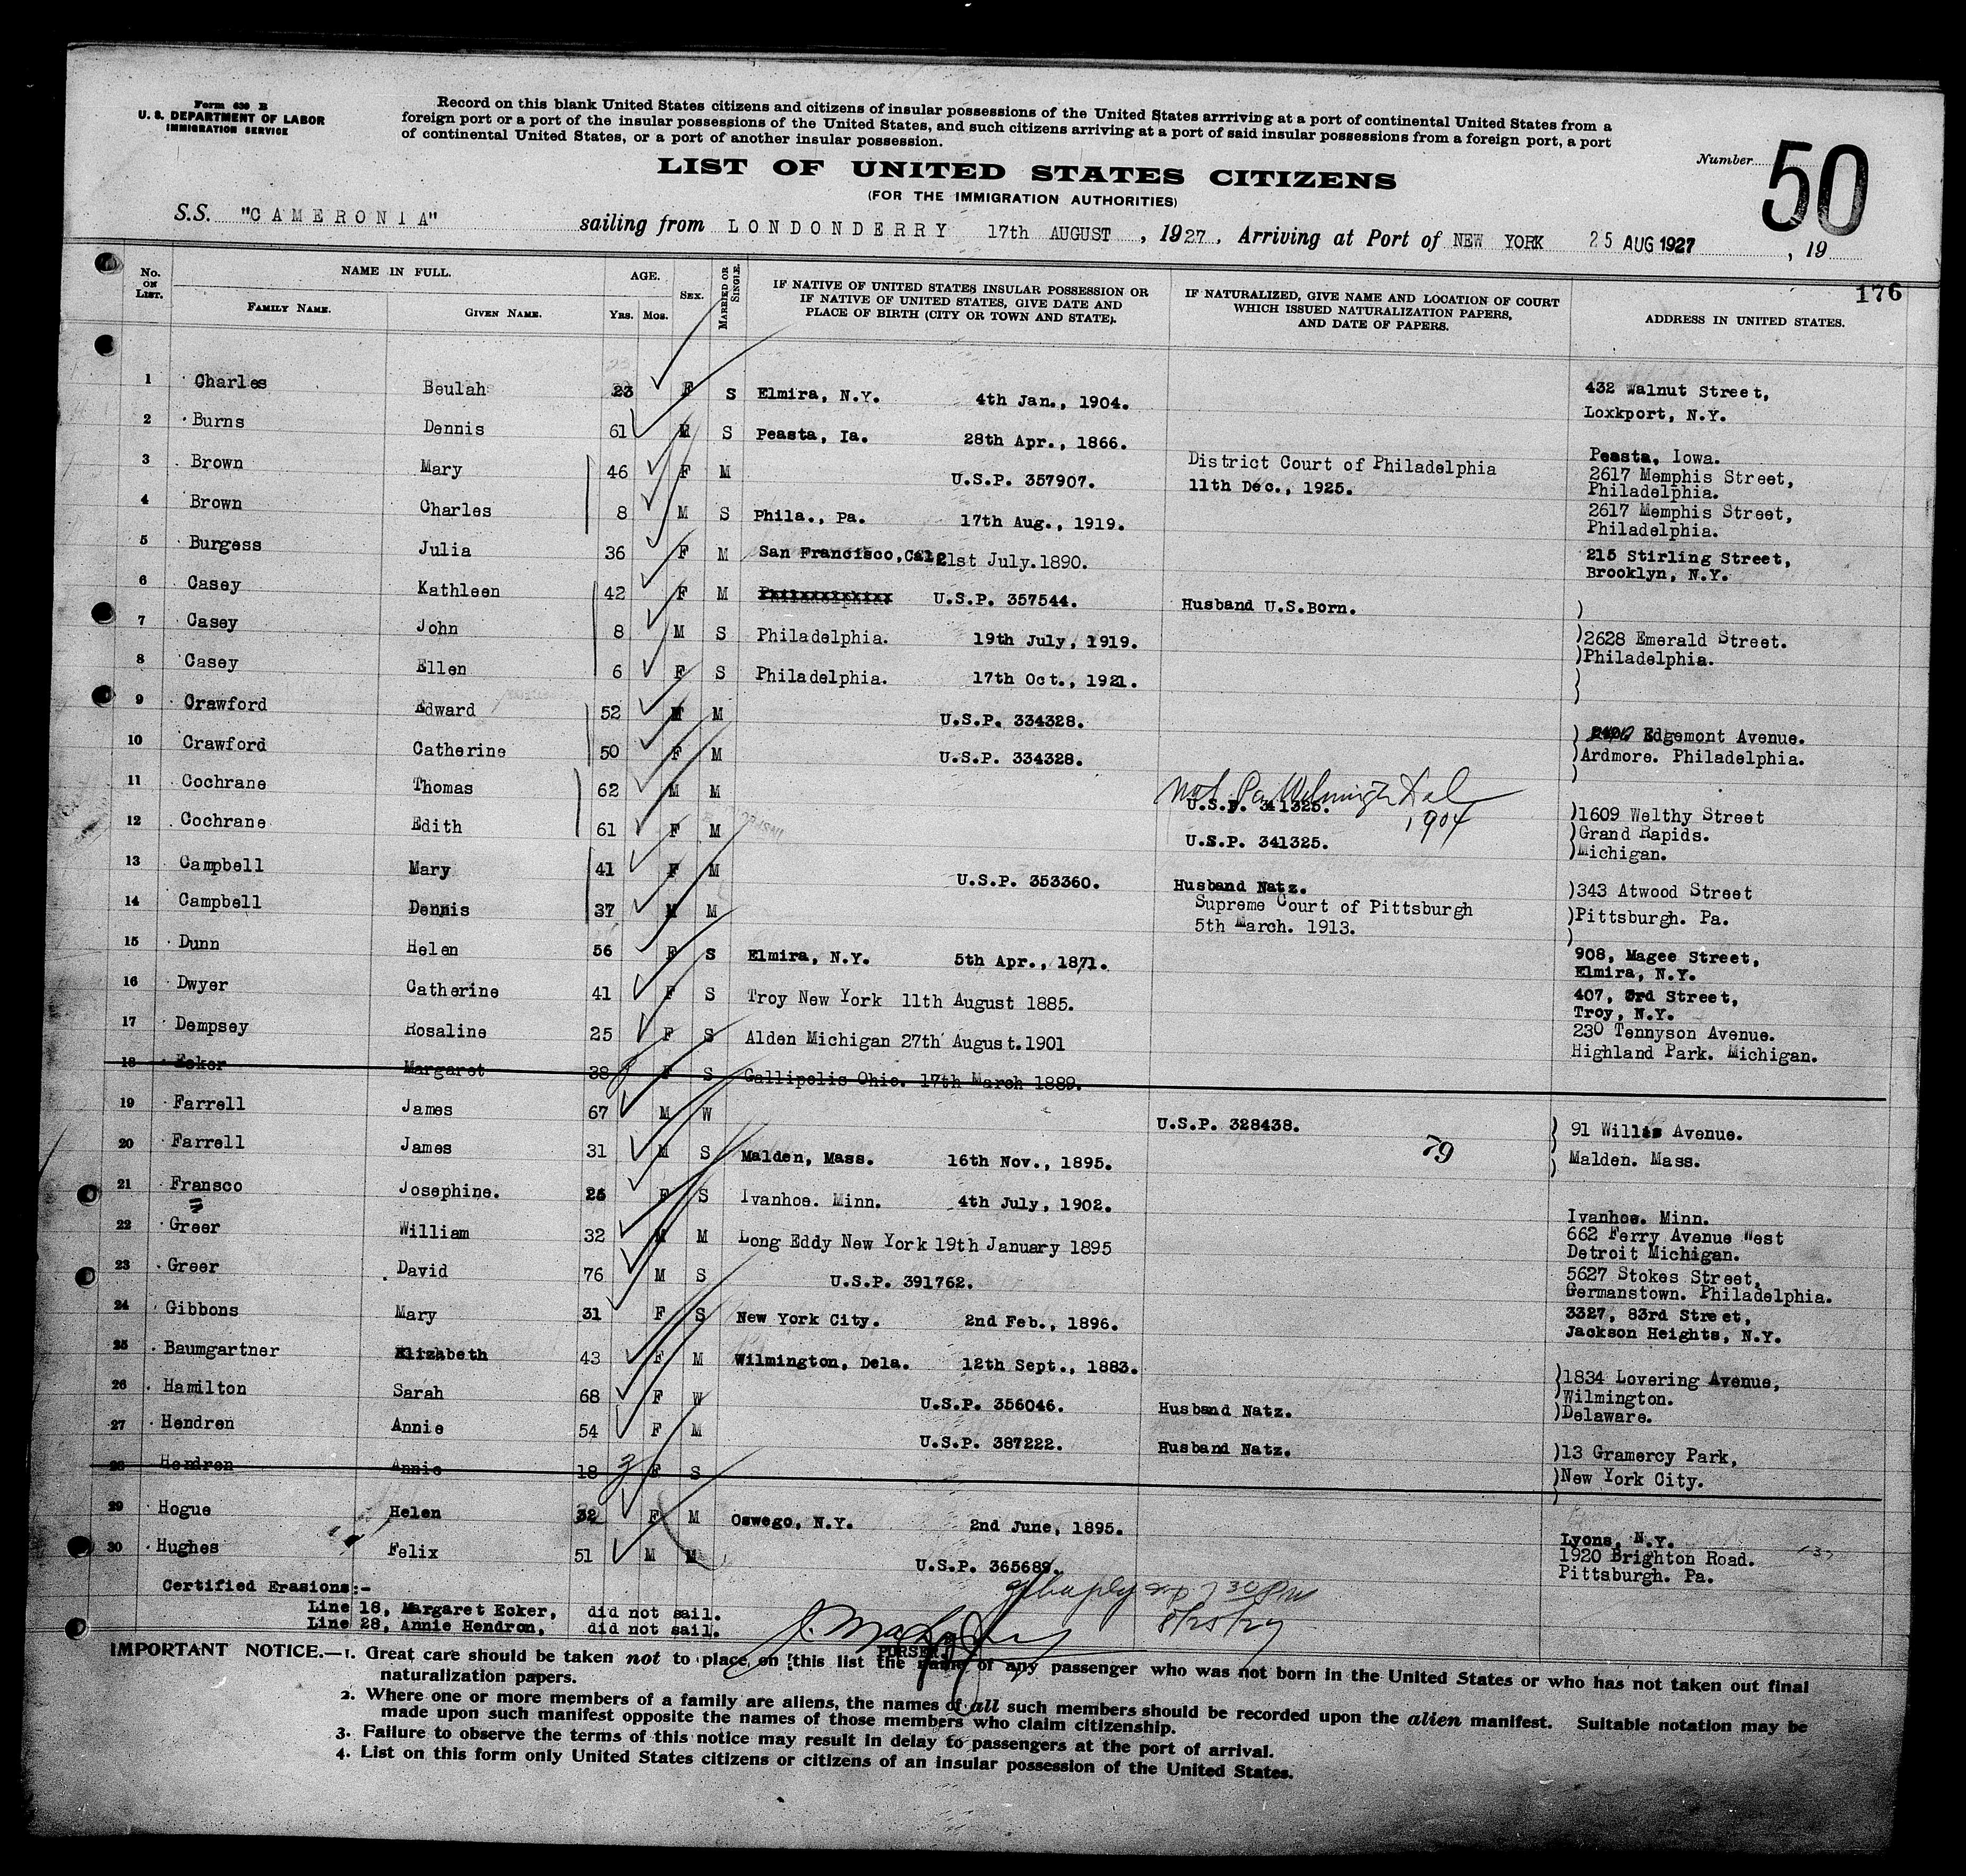 Form 630 B
U. S. DEPARTMENT OF LABOR
IMMIGRATION SERVICE
Record on this blank United States citizens and citizens of insular possessions of the United States arrriving at a port of continental United States from a
foreign port or a port of the insular possessions of the United States, and such citizens arriving at a port of said insular possessions from a foreign port, a port
of continental United States, or a port of another insular possession.
Number 50
LIST OF UNITED STATES CITIZENS
(FOR THE IMMIGRATION AUTHORITIES)
S.S. "CAMERONIA" sailing from LONDONDERRY 17th AUGUST , 1927, Arriving at Port of NEW YORK 25 AUG 1927 , 19
176
No. ON LIST. NAME IN FULL. FAMILY NAME. GIVEN NAME. AGE. Yrs. Mos. SEX. MARRIED OR SINGLE. IF NATIVE OF UNITED STATES INSULAR POSSESSION OR IF NATIVE OF UNITED STATES, GIVE DATE AND PLACE OF BIRTH (CITY OR TOWN AND STATE). IF NATURALIZED, GIVE NAME AND LOCATION OF COURT WHICH ISSUED NATURALIZATION PAPERS, AND DATE OF PAPERS. ADDRESS IN UNITED STATES.
1 Charles Beulah 23 F S Elmira, N.Y. 4th Jan., 1904. 432 Walnut Street,
Loxkport, N.Y.
2 Burns Dennis 61 M S Peasta, Ia. 28th Apr., 1866. Peasta, Iowa.
3 Brown Mary 46 F M U.S.P. 357907. District Court of Philadelphia 2617 Memphis Street,
11th Dec., 1925. Philadelphia.
4 Brown Charles 8 M S Phila., Pa. 17th Aug., 1919. 2617 Memphis Street,
Philadelphia.
5 Burgess Julia 36 F M San Francisco, Cal 21st July.1890. 215 Stirling Street,
Brooklyn, N.Y.
6 Casey Kathleen 42 F M U.S.P. 357544. Husband U.S.Born. )
7 Casey John 8 M S Philadelphia. 19th July, 1919. )2628 Emerald Street.
8 Casey Ellen 6 F S Philadelphia. 17th Oct., 1921. )Philadelphia.
9 Crawford Edward 52 M M U.S.P. 334328. ) Edgemont Avenue.
10 Crawford Catherine 50 F M U.S.P. 334328. )Ardmore. Philadelphia.
11 Cochrane Thomas 62 M M U.S.P. 341325. )1609 Welthy Street
1904
12 Cochrane Edith 61 F M U.S.P. 341325. )Grand Rapids.
)Michigan.
13 Campbell Mary 41 F M U.S.P. 353360. Husband Natz. )343 Atwood Street
14 Campbell Dennis 37 M M Supreme Court of Pittsburgh )Pittsburgh. Pa.
5th March. 1913. )
15 Dunn Helen 56 F S Elmira, N.Y. 5th Apr., 1871. 908, Magee Street,
Elmira, N.Y.
16 Dwyer Catherine 41 F S Troy New York 11th August 1885. 407, 3rd Street,
Troy, N.Y.
17 Dempsey Rosaline 25 F S Alden Michigan 27th August.1901 230 Tennyson Avenue.
Highland Park. Michigan.
18 Ecker Margaret 38 F S Gallipolis Ohio. 17th March 1889.
19 Farrell James 67 M W U.S.P. 328438. ) 91 Willis Avenue.
20 Farrell James 31 M S Malden, Mass. 16th Nov., 1895. 79 ) Malden. Mass.
21 Fransco Josephine. 25 F S Ivanhoe. Minn. 4th July, 1902. Ivanhoe. Minn.
22 Greer William 32 M M Long Eddy New York 19th January 1895 662 Ferry Avenue West
Detroit Michigan.
23 Greer David 76 M S U.S.P. 391762. 5627 Stokes Street,
Germanstown. Philadelphia.
24 Gibbons Mary 31 F S New York City. 2nd Feb., 1896. 3327, 83rd Street,
Jackson Heights, N.Y.
25 Baumgartner Elizabeth 43 F M Wilmington, Dela. 12th Sept., 1883. )1834 Lovering Avenue,
26 Hamilton Sarah 68 F W U.S.P. 356046. Husband Natz. )Wilmington.
)Delaware.
27 Hendren Annie 54 F M U.S.P. 387222. Husband Natz. )13 Gramercy Park,
28 Hendron Annie 18 F S )New York City.
29 Hogue Helen 32 F M Oswego, N.Y. 2nd June, 1895. Lyons, N.Y.
30 Hughes Felix 51 M M U.S.P. 365689. 1920 Brighton Road.
Pittsburgh. Pa.
Certified Erasions:-
Line 18, Margaret Ecker, did not sail.
Line 28, Annie Hendron, did not sail.
7 30 PM
8/25/27
PURSER.
IMPORTANT NOTICE.—1. Great care should be taken not to place on this list the name of any passenger who was not born in the United States or who has not taken out final
naturalization papers.
2. Where one or more members of a family are aliens, the names of all such members should be recorded upon the alien manifest. Suitable notation may be
made upon such manifest opposite the names of those members who claim citizenship.
3. Failure to observe the terms of this notice may result in delay to passengers at the port of arrival.
4. List on this form only United States citizens or citizens of an insular possession of the United States.